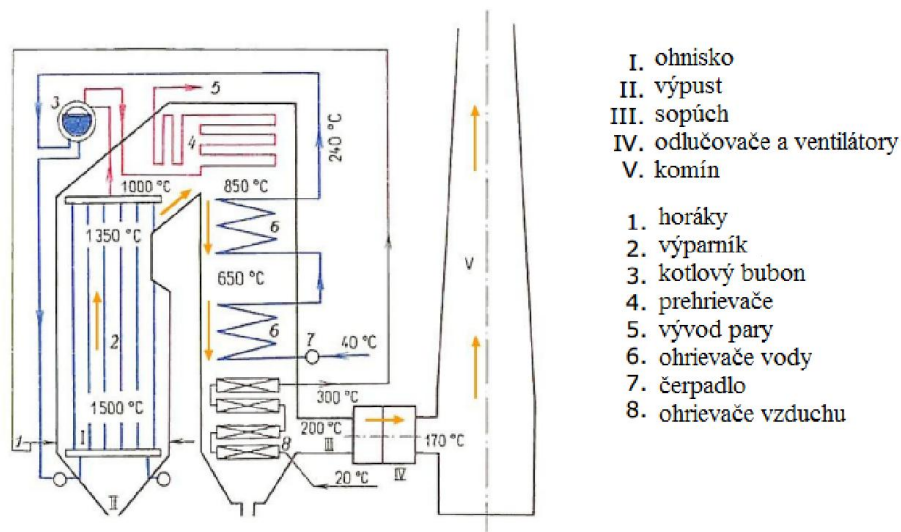 5
3
4
240 °C
1000 °C
850 °C
1350 °C
6
650 °C
V
2
6
7
40 °C
1500 °C
300 °C
1
I
200 °C
170 °C
8
III
IV
20 °C
II
I. ohnisko
II. výpust
III. sopúch
IV. odlučovače a ventilátory
V. komín
1. horáky
2. výparník
3. kotlový bubon
4. prehrievače
5. vývod pary
6. ohrievače vody
7. čerpadlo
8. ohrievače vzduchu